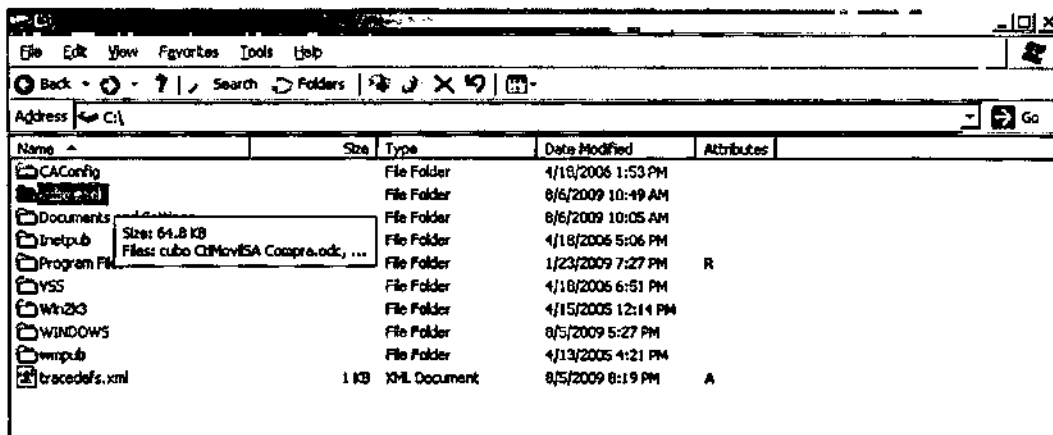 C:\
File Edit View Favorites Tools Help
Back Search Folders
Address C:\ Go
Name Size Type Date Modified Attributes
CAConfig File Folder 4/18/2006 1:53 PM
File Folder 8/6/2009 10:49 AM
Documents and Settings File Folder 8/6/2009 10:05 AM
Size: 64.8 KB
Files: cubo CtiMovilSA Compra.odc, ...
Inetpub File Folder 4/18/2006 5:06 PM
Program Files File Folder 1/23/2009 7:27 PM R
VSS File Folder 4/18/2006 6:51 PM
Win2k3 File Folder 4/15/2005 12:14 PM
WINDOWS File Folder 8/5/2009 5:27 PM
wmpub File Folder 4/13/2005 4:21 PM
tracedefs.xml 1 KB XML Document 8/5/2009 8:19 PM A